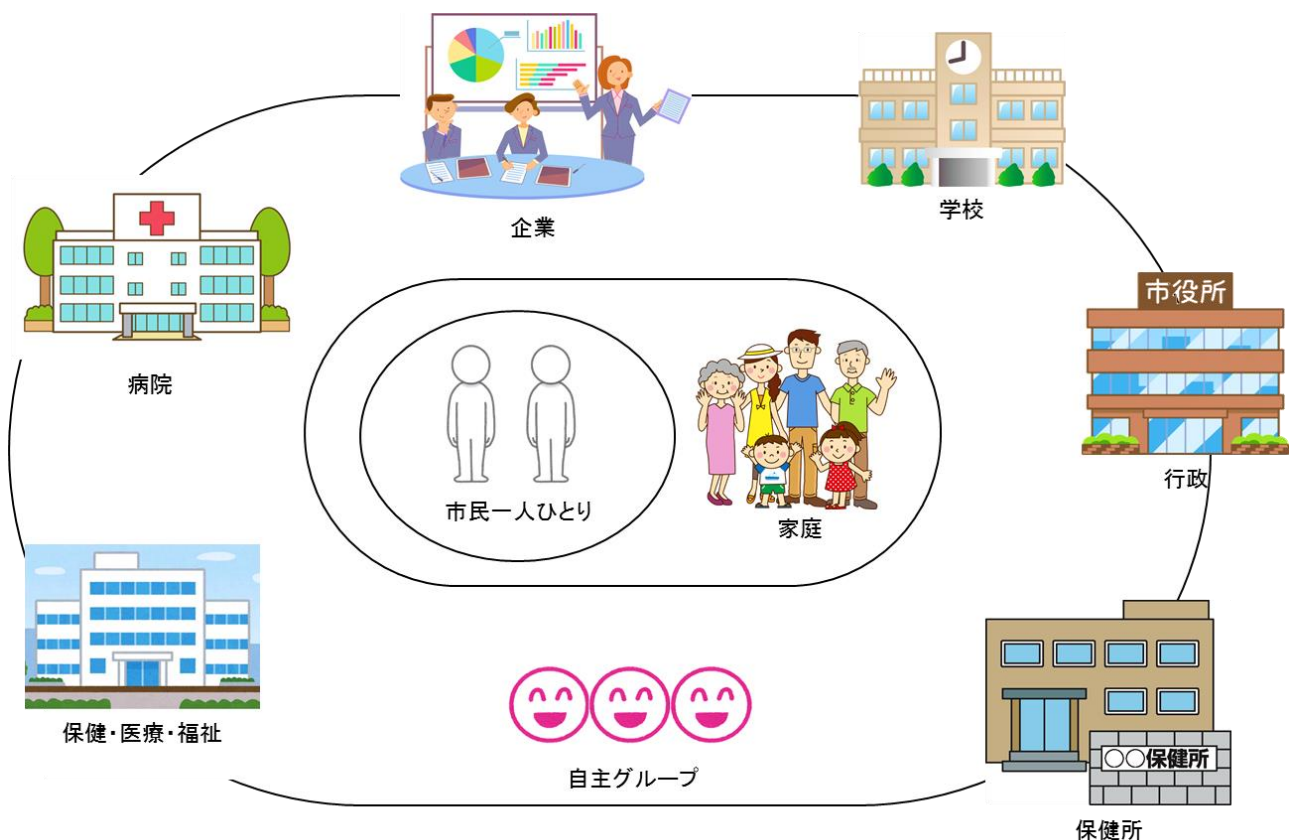 企業
学校
市役所
病院
行政
市民一人ひとり
家庭
保健・医療・福祉
自主グループ
○○保健所
保健所